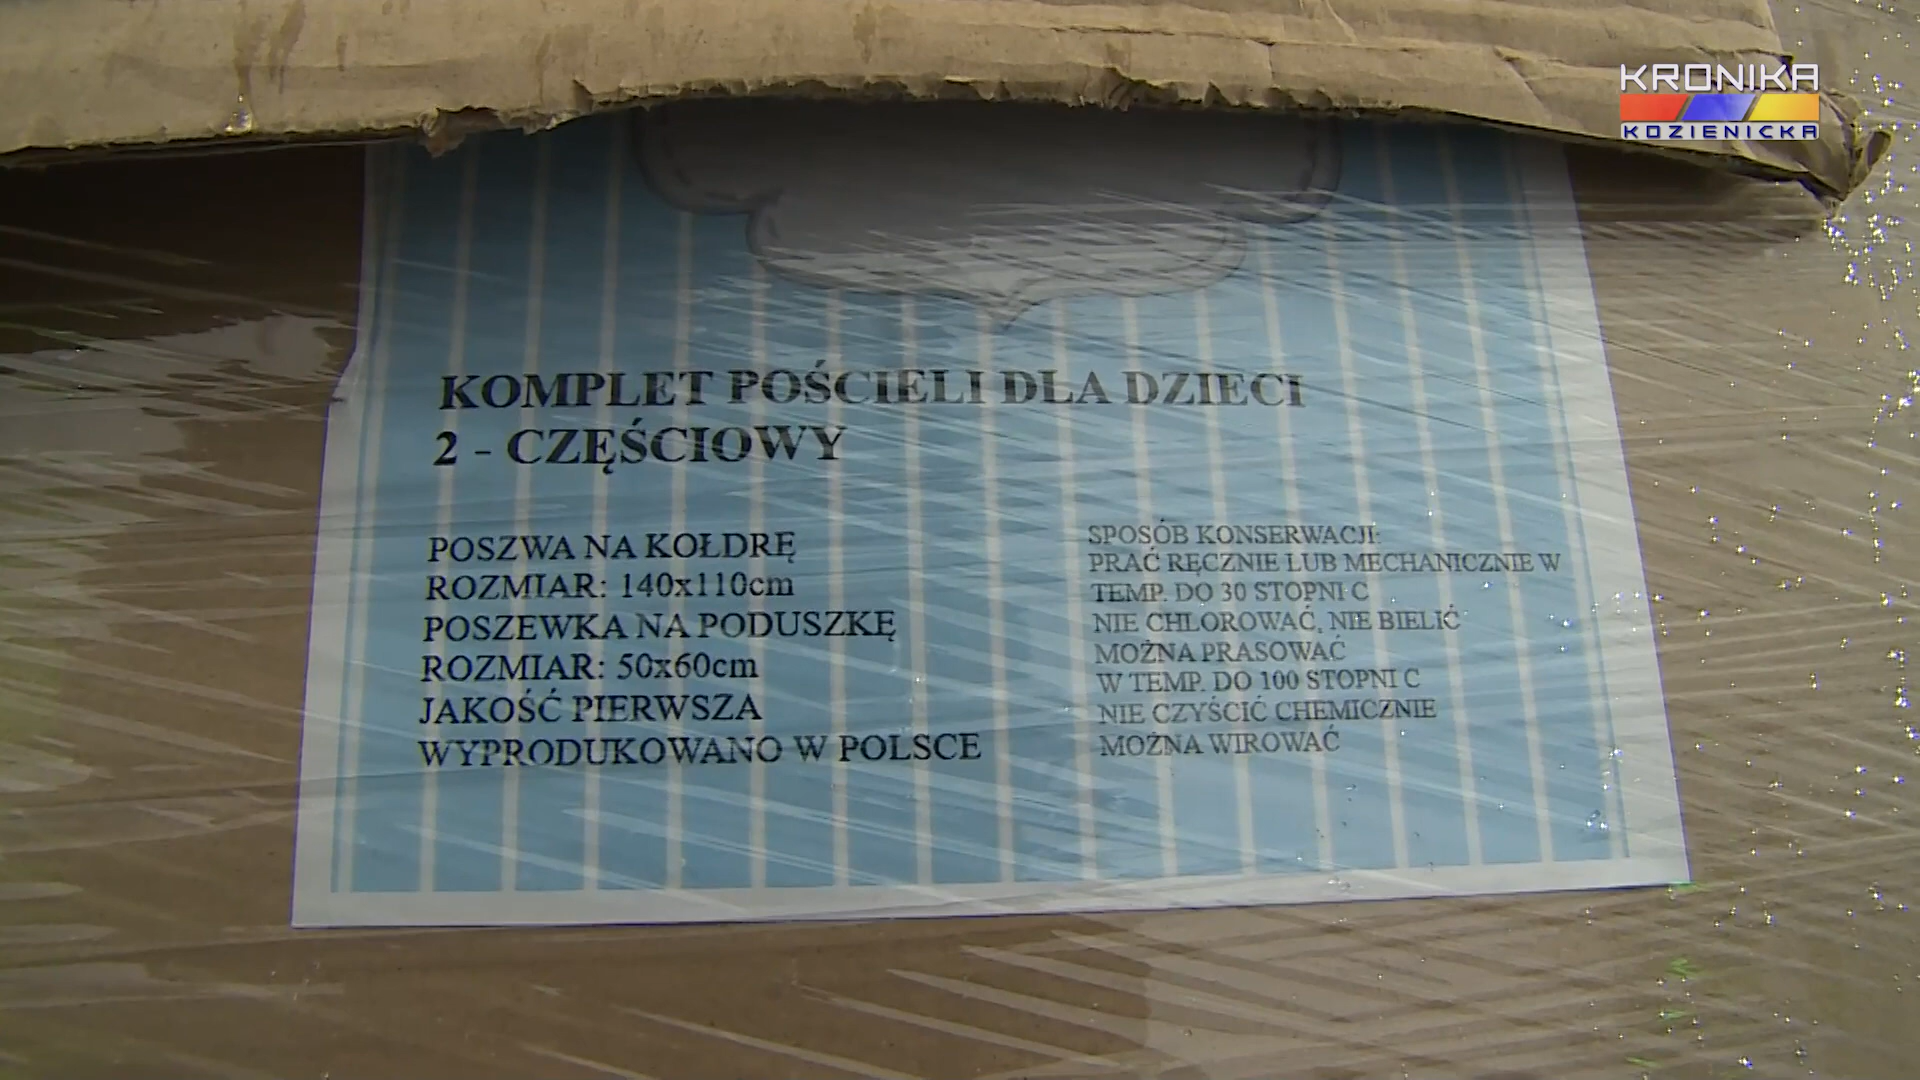 KRONIKA
KOZIENICKA
KOMPLET POŚCIELI DLA DZIECI
2 - CZĘŚCIOWY
POSZWA NA KOŁDRĘ
ROZMIAR: 140x110cm
POSZEWKA NA PODUSZKĘ
ROZMIAR: 50x60cm
JAKOŚĆ PIERWSZA
WYPRODUKOWANO W POLSCE
SPOSÓB KONSERWACJI:
PRAĆ RĘCZNIE LUB MECHANICZNIE W
TEMP. DO 30 STOPNI C
NIE CHLOROWAĆ, NIE BIELIĆ
MOŻNA PRASOWAĆ
W TEMP. DO 100 STOPNI C
NIE CZYŚCIĆ CHEMICZNIE
MOŻNA WIROWAĆ